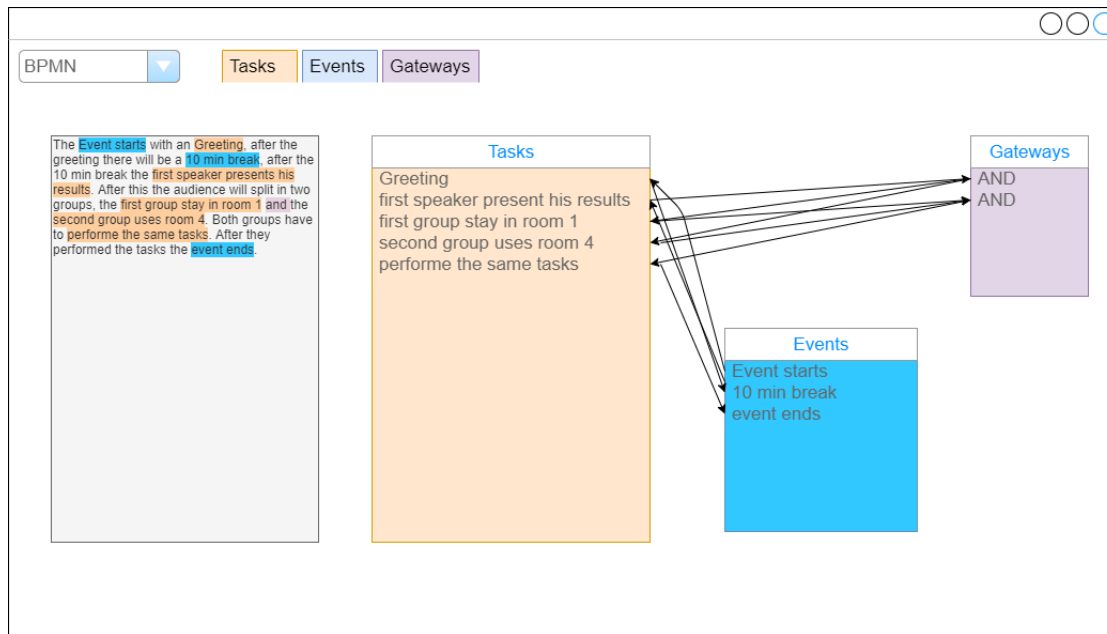 BPMN
Tasks
Events
Gateways
The Event starts with an Greeting, after the
greeting there will be a 10 min break, after the
10 min break the first speaker presents his
results. After this the audience will split in two
groups, the first group stay in room 1 and the
second group uses room 4. Both groups have
to performe the same tasks. After they
performed the tasks the event ends.
Tasks
Greeting
first speaker present his results
first group stay in room 1
second group uses room 4
performe the same tasks
Gateways
AND
AND
Events
Event starts
10 min break
event ends